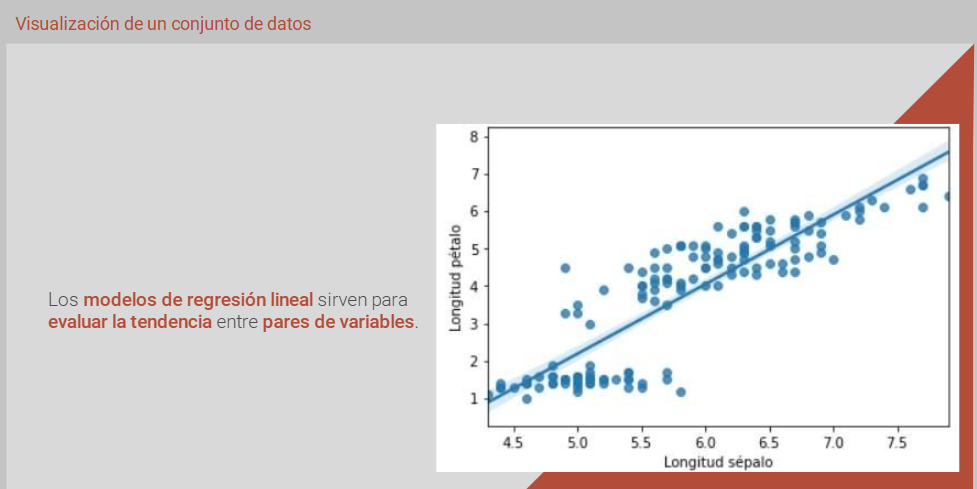 Visualización de un conjunto de datos
Los modelos de regresión lineal sirven para
evaluar la tendencia entre pares de variables.
8
7
6
5
4
3
2
1
Longitud pétalo
4.5 5.0 5.5 6.0 6.5 7.0 7.5
Longitud sépalo